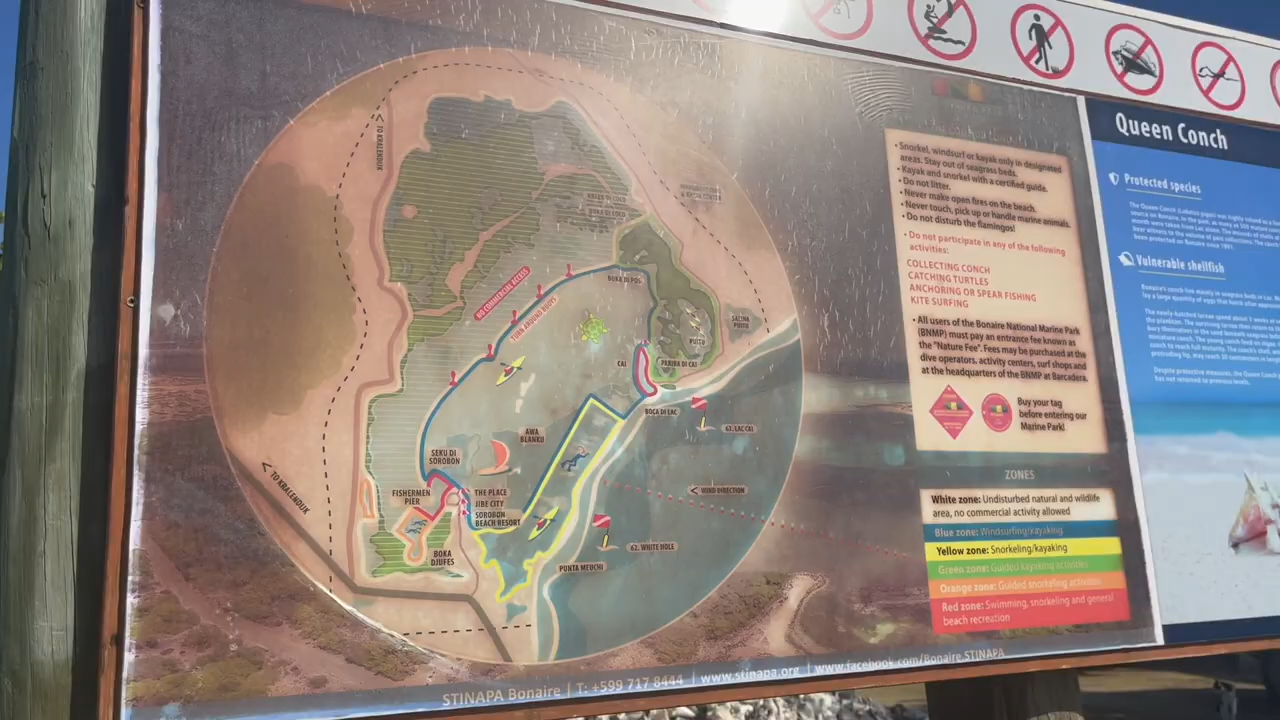 < TO KRALENDIJK
NO COMMERCIAL ACCESS
TURN AROUND BUOYS
BOKA DI POS
SALINA
PUITU
PARIBA DI CAI
CAI
BOCA DI LAC
63. LAC CAI
AWA
BLANKU
SEKU DI
SOROBON
FISHERMEN
PIER
THE PLACE
JIBE CITY
SOROBON
BEACH RESORT
< WIND DIRECTION
< TO KRALENDIJK
BOKA
DJUFES
62. WHITE HOLE
PUNTA MEUCHI
• Snorkel, windsurf or kayak only in designated
areas. Stay out of seagrass beds.
• Kayak and snorkel with a certified guide.
• Do not litter.
• Never make open fires on the beach.
• Never touch, pick up or handle marine animals.
• Do not disturb the flamingos!
• Do not participate in any of the following
activities:
COLLECTING CONCH
CATCHING TURTLES
ANCHORING OR SPEAR FISHING
KITE SURFING
• All users of the Bonaire National Marine Park
(BNMP) must pay an entrance fee known as
the "Nature Fee". Fees may be purchased at the
dive operators, activity centers, surf shops and
at the headquarters of the BNMP at Barcadera.
Buy your tag
before entering our
Marine Park!
ZONES
White zone: Undisturbed natural and wildlife
area, no commercial activity allowed
Blue zone: Windsurfing/kayaking
Yellow zone: Snorkeling/kayaking
Green zone: Guided kayaking activities
Orange zone: Guided snorkeling activities
Red zone: Swimming, snorkeling and general
beach recreation
STINAPA Bonaire | T: +599 717 8444 | www.stinapa.org | www.facebook.com/Bonaire.STINAPA
Queen Conch
Protected species
Vulnerable shellfish